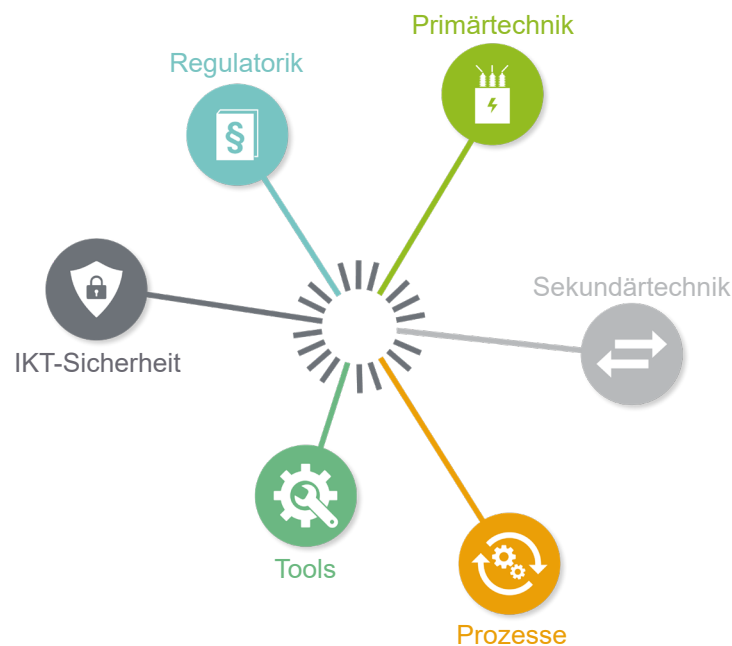 Primärtechnik
Regulatorik
§
Sekundärtechnik
IKT-Sicherheit
Tools
Prozesse